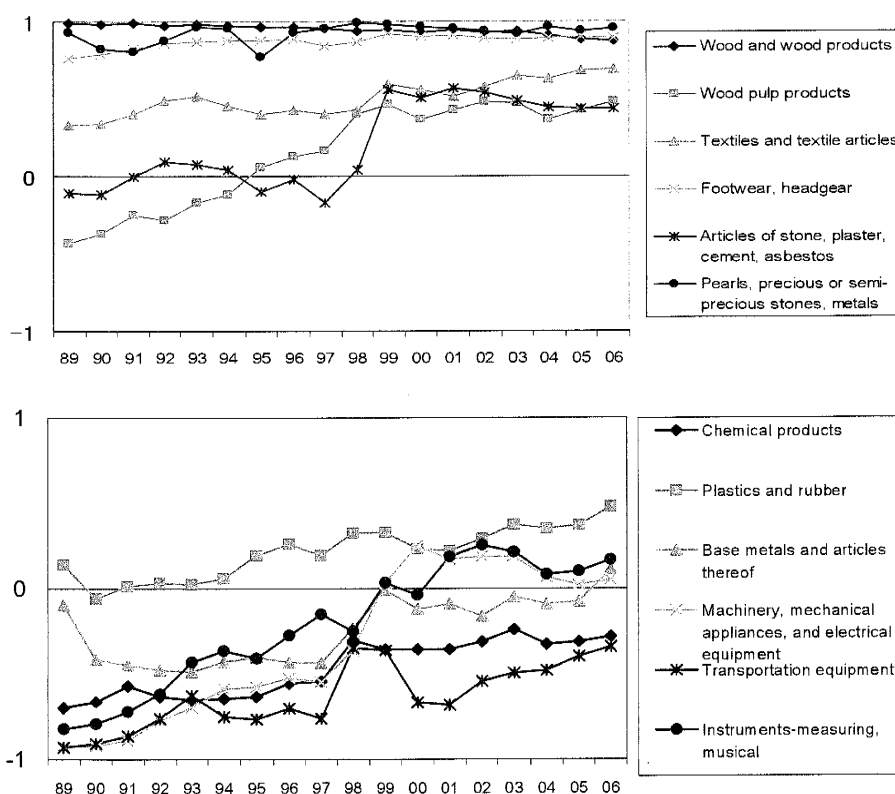 1
0
−1
89 90 91 92 93 94 95 96 97 98 99 00 01 02 03 04 05 06
Wood and wood products
Wood pulp products
Textiles and textile articles
Footwear, headgear
Articles of stone, plaster,
cement, asbestos
Pearls, precious or semi-
precious stones, metals
1
0
-1
89 90 91 92 93 94 95 96 97 98 99 00 01 02 03 04 05 06
Chemical products
Plastics and rubber
Base metals and articles
thereof
Machinery, mechanical
appliances, and electrical
equipment
Transportation equipment
Instruments-measuring,
musical